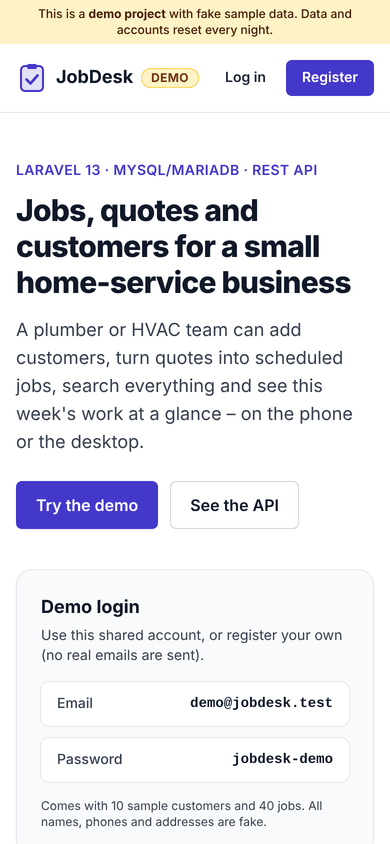 This is a demo project with fake sample data. Data and
accounts reset every night.
JobDesk DEMO Log in Register
LARAVEL 13 · MYSQL/MARIADB · REST API
Jobs, quotes and
customers for a small
home-service business
A plumber or HVAC team can add
customers, turn quotes into scheduled
jobs, search everything and see this
week's work at a glance – on the phone
or the desktop.
Try the demo See the API
Demo login
Use this shared account, or register your own
(no real emails are sent).
Email demo@jobdesk.test
Password jobdesk-demo
Comes with 10 sample customers and 40 jobs. All
names, phones and addresses are fake.